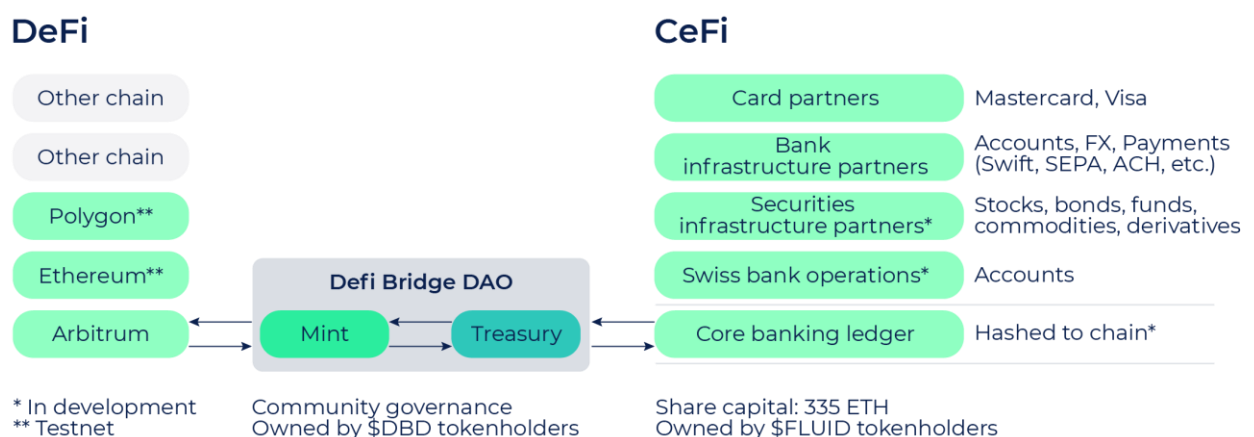 DeFi
Other chain
Other chain
Polygon**
Ethereum**
Arbitrum
* In development
** Testnet
Defi Bridge DAO
Mint
Treasury
Community governance
Owned by $DBD tokenholders
CeFi
Card partners
Mastercard, Visa
Bank
infrastructure partners
Accounts, FX, Payments
(Swift, SEPA, ACH, etc.)
Securities
infrastructure partners*
Stocks, bonds, funds,
commodities, derivatives
Swiss bank operations*
Accounts
Core banking ledger
Hashed to chain*
Share capital: 335 ETH
Owned by $FLUID tokenholders